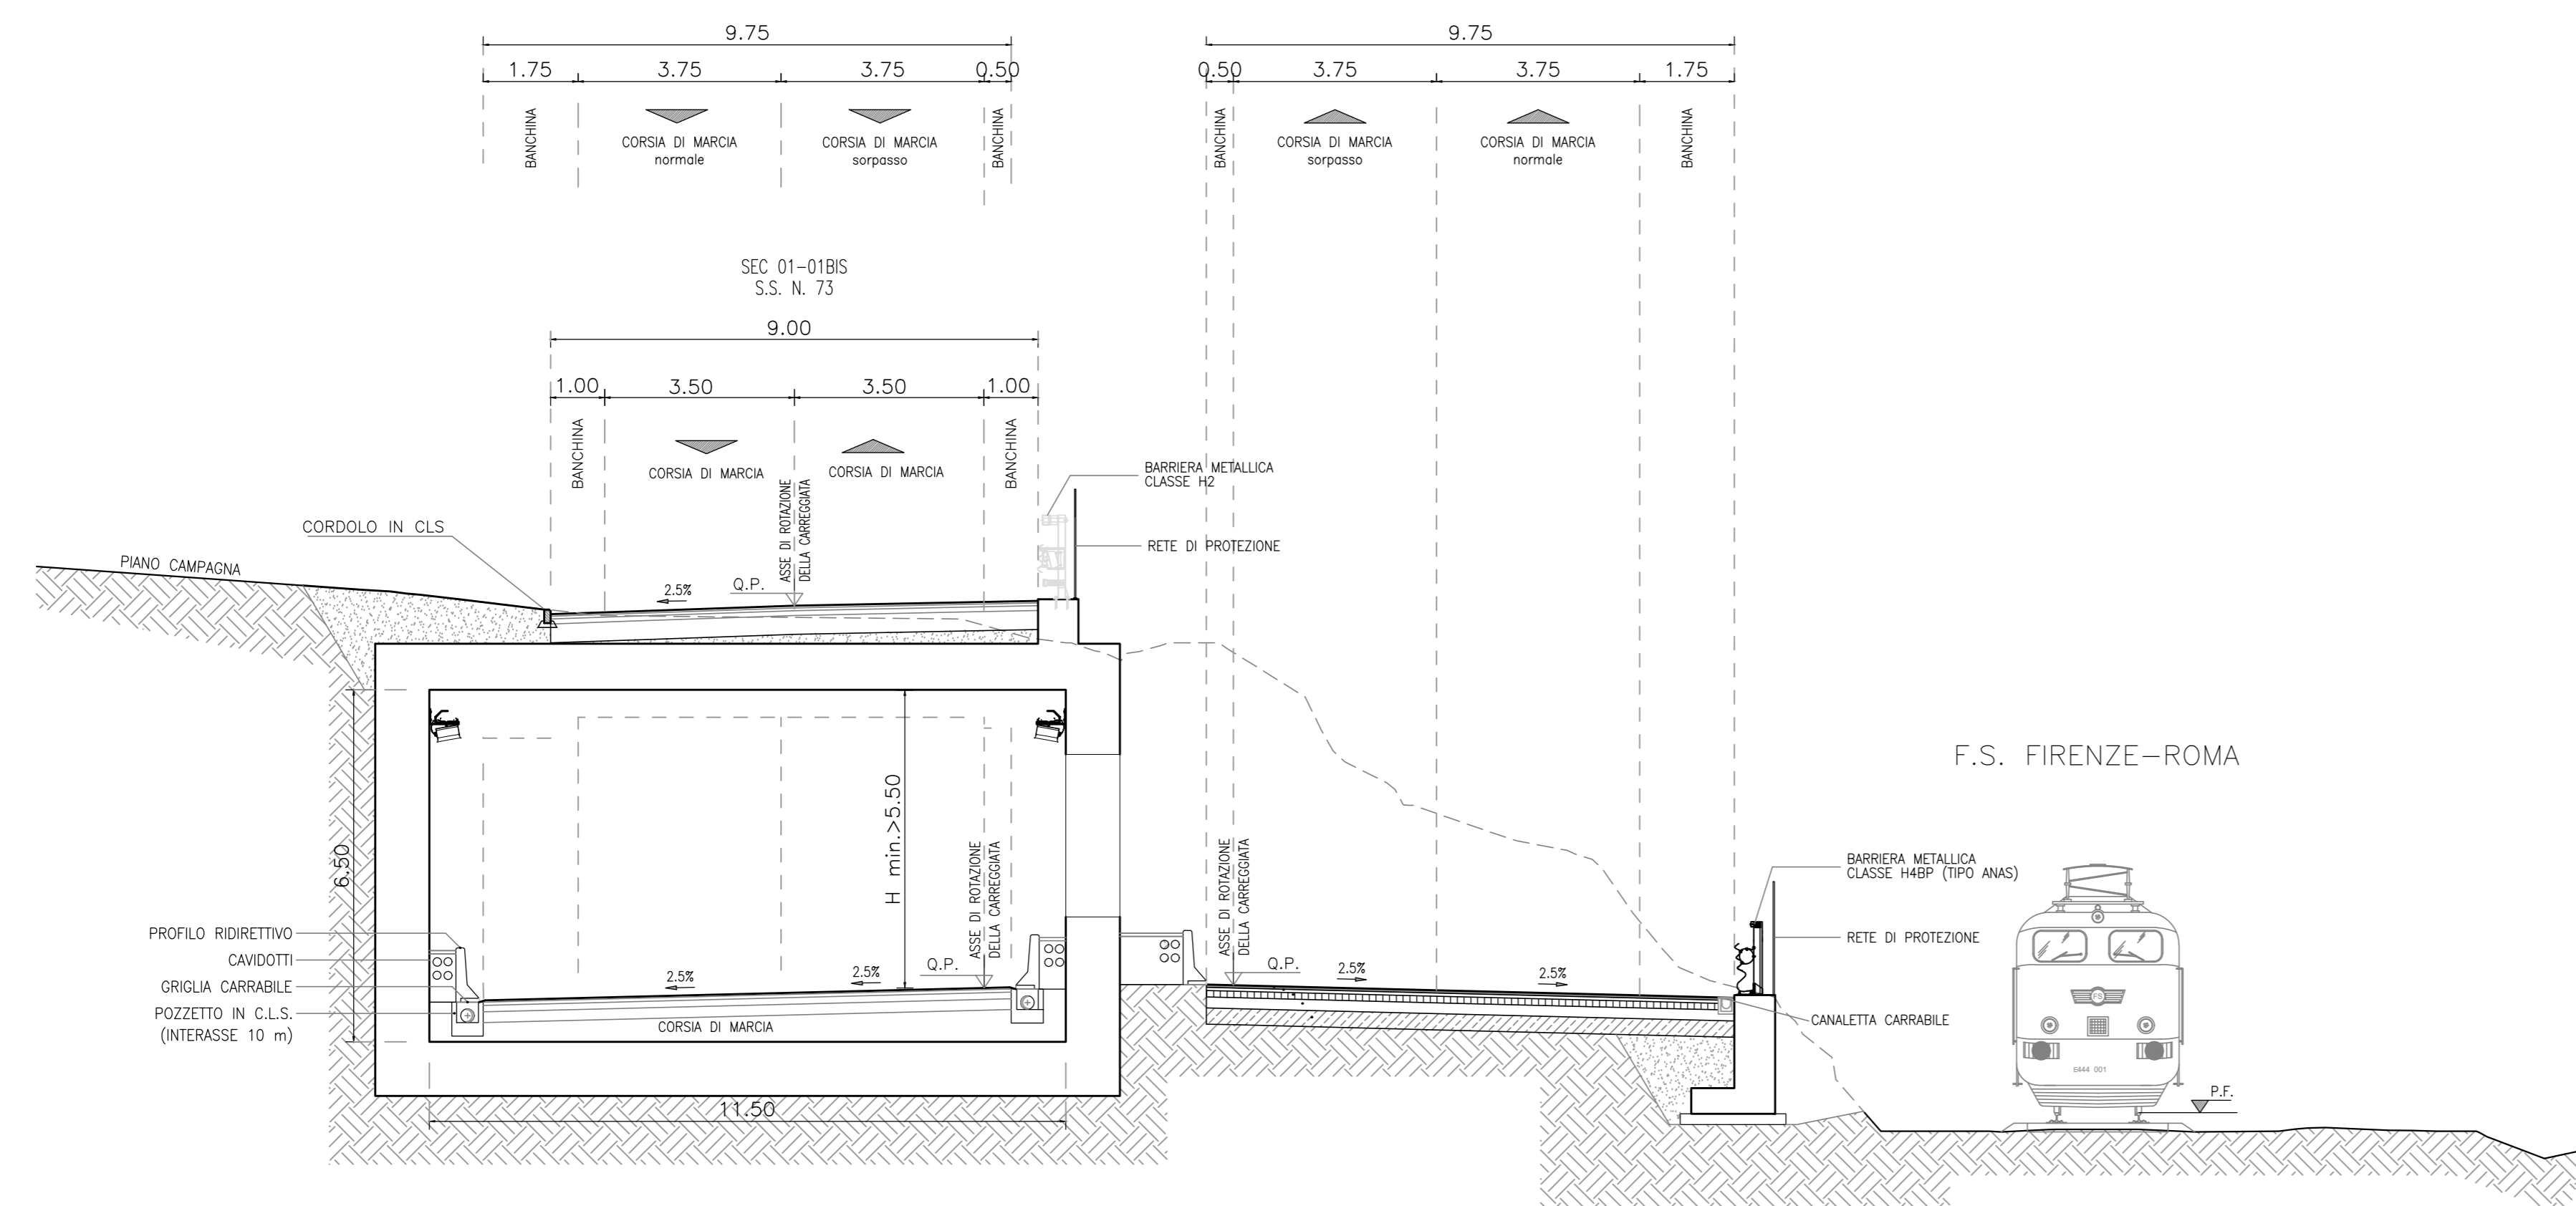 9.75
9.75
1.75
3.75
3.75
0.50
0.50
3.75
3.75
1.75
BANCHINA
CORSIA DI MARCIA
normale
CORSIA DI MARCIA
sorpasso
BANCHINA
BANCHINA
CORSIA DI MARCIA
sorpasso
CORSIA DI MARCIA
normale
BANCHINA
SEC 01-01BIS
S.S. N. 73
9.00
1.00
3.50
3.50
1.00
BANCHINA
CORSIA DI MARCIA
CORSIA DI MARCIA
BANCHINA
ASSE DI ROTAZIONE
DELLA CARREGGIATA
BARRIERA METALLICA
CLASSE H2
CORDOLO IN CLS
RETE DI PROTEZIONE
PIANO CAMPAGNA
2.5%
Q.P.
F.S. FIRENZE-ROMA
6.50
H min.>5.50
ASSE DI ROTAZIONE
DELLA CARREGGIATA
ASSE DI ROTAZIONE
DELLA CARREGGIATA
BARRIERA METALLICA
CLASSE H4BP (TIPO ANAS)
PROFILO RIDIRETTIVO
RETE DI PROTEZIONE
CAVIDOTTI
GRIGLIA CARRABILE
POZZETTO IN C.L.S.
(INTERASSE 10 m)
2.5%
2.5%
Q.P.
Q.P.
2.5%
2.5%
CORSIA DI MARCIA
CANALETTA CARRABILE
FS
E444 001
P.F.
11.50